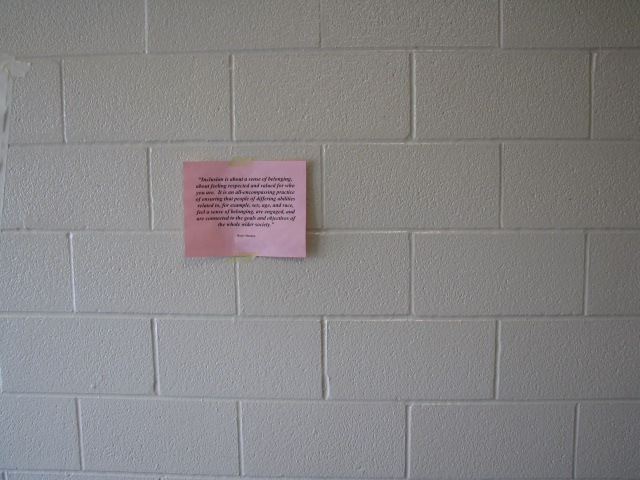 "Inclusion is about a sense of belonging,
about feeling respected and valued for who
you are. It is an all-encompassing practice
of ensuring that people of differing abilities
related to, for example, sex, age, and race,
feel a sense of belonging, are engaged, and
are connected to the goals and objectives of
the whole wider society."